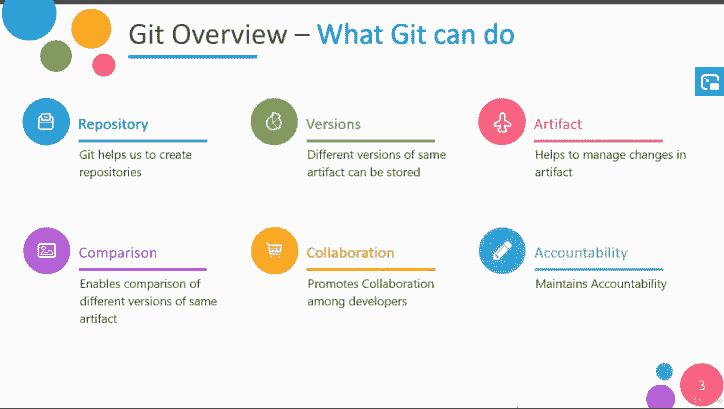 Git Overview – What Git can do
Repository
Git helps us to create
repositories
Versions
Different versions of same
artifact can be stored
Artifact
Helps to manage changes in
artifact
Comparison
Enables comparison of
different versions of same
artifact
Collaboration
Promotes Collaboration
among developers
Accountability
Maintains Accountability
3